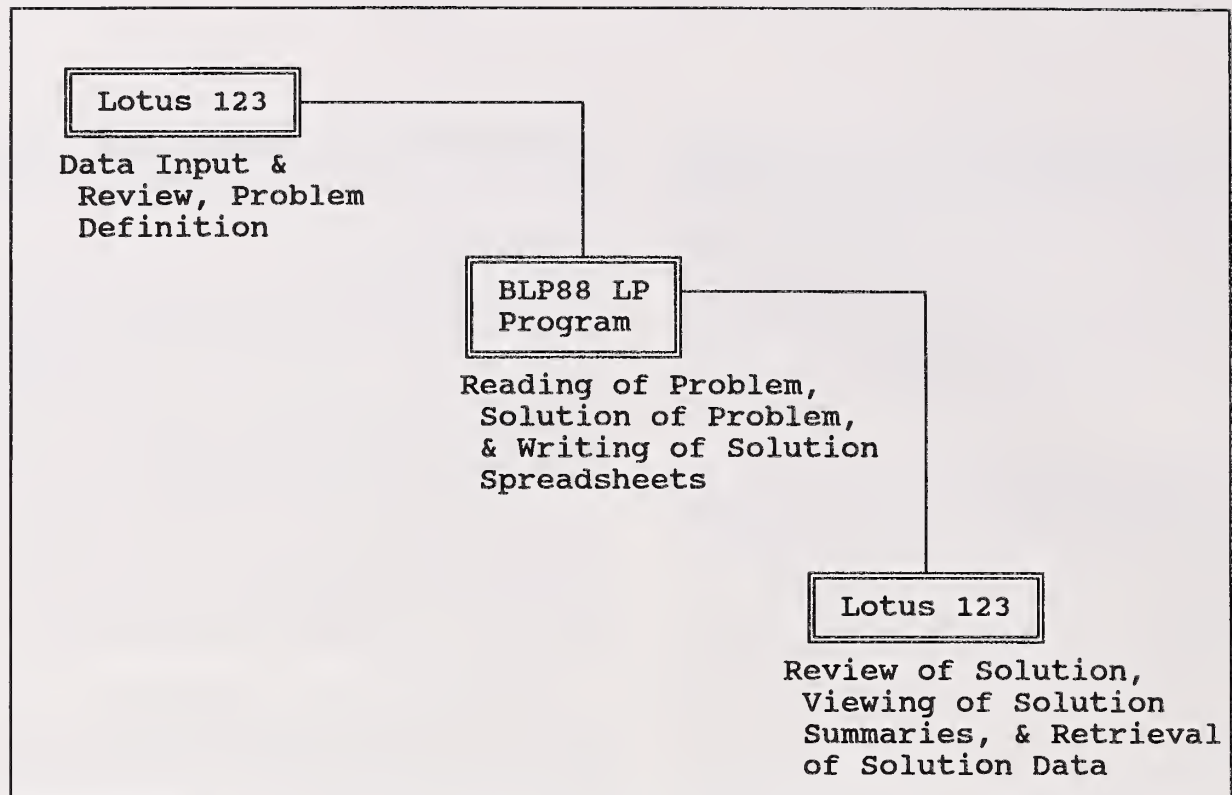 Lotus 123
Data Input &
Review, Problem
Definition
BLP88 LP
Program
Reading of Problem,
Solution of Problem,
& Writing of Solution
Spreadsheets
Lotus 123
Review of Solution,
Viewing of Solution
Summaries, & Retrieval
of Solution Data